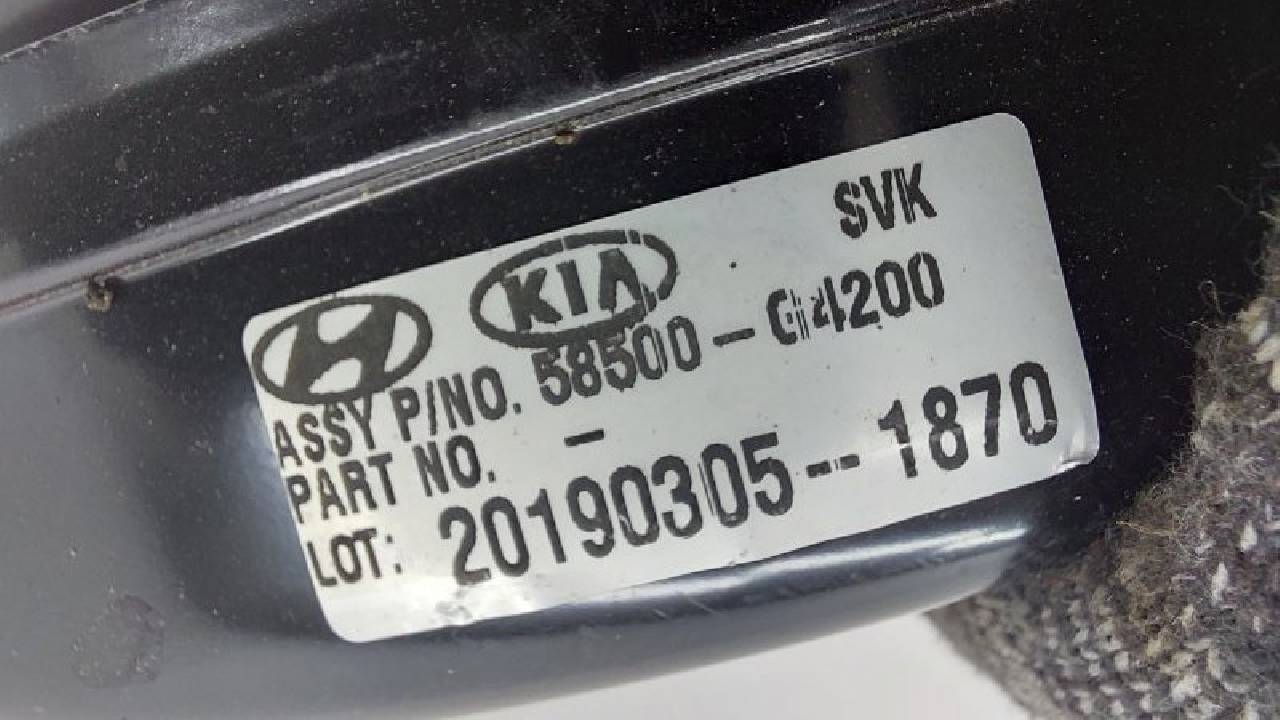 KIA
SVK
ASSY P/NO. 58500-G4200
PART NO. -
LOT: 20190305--1870